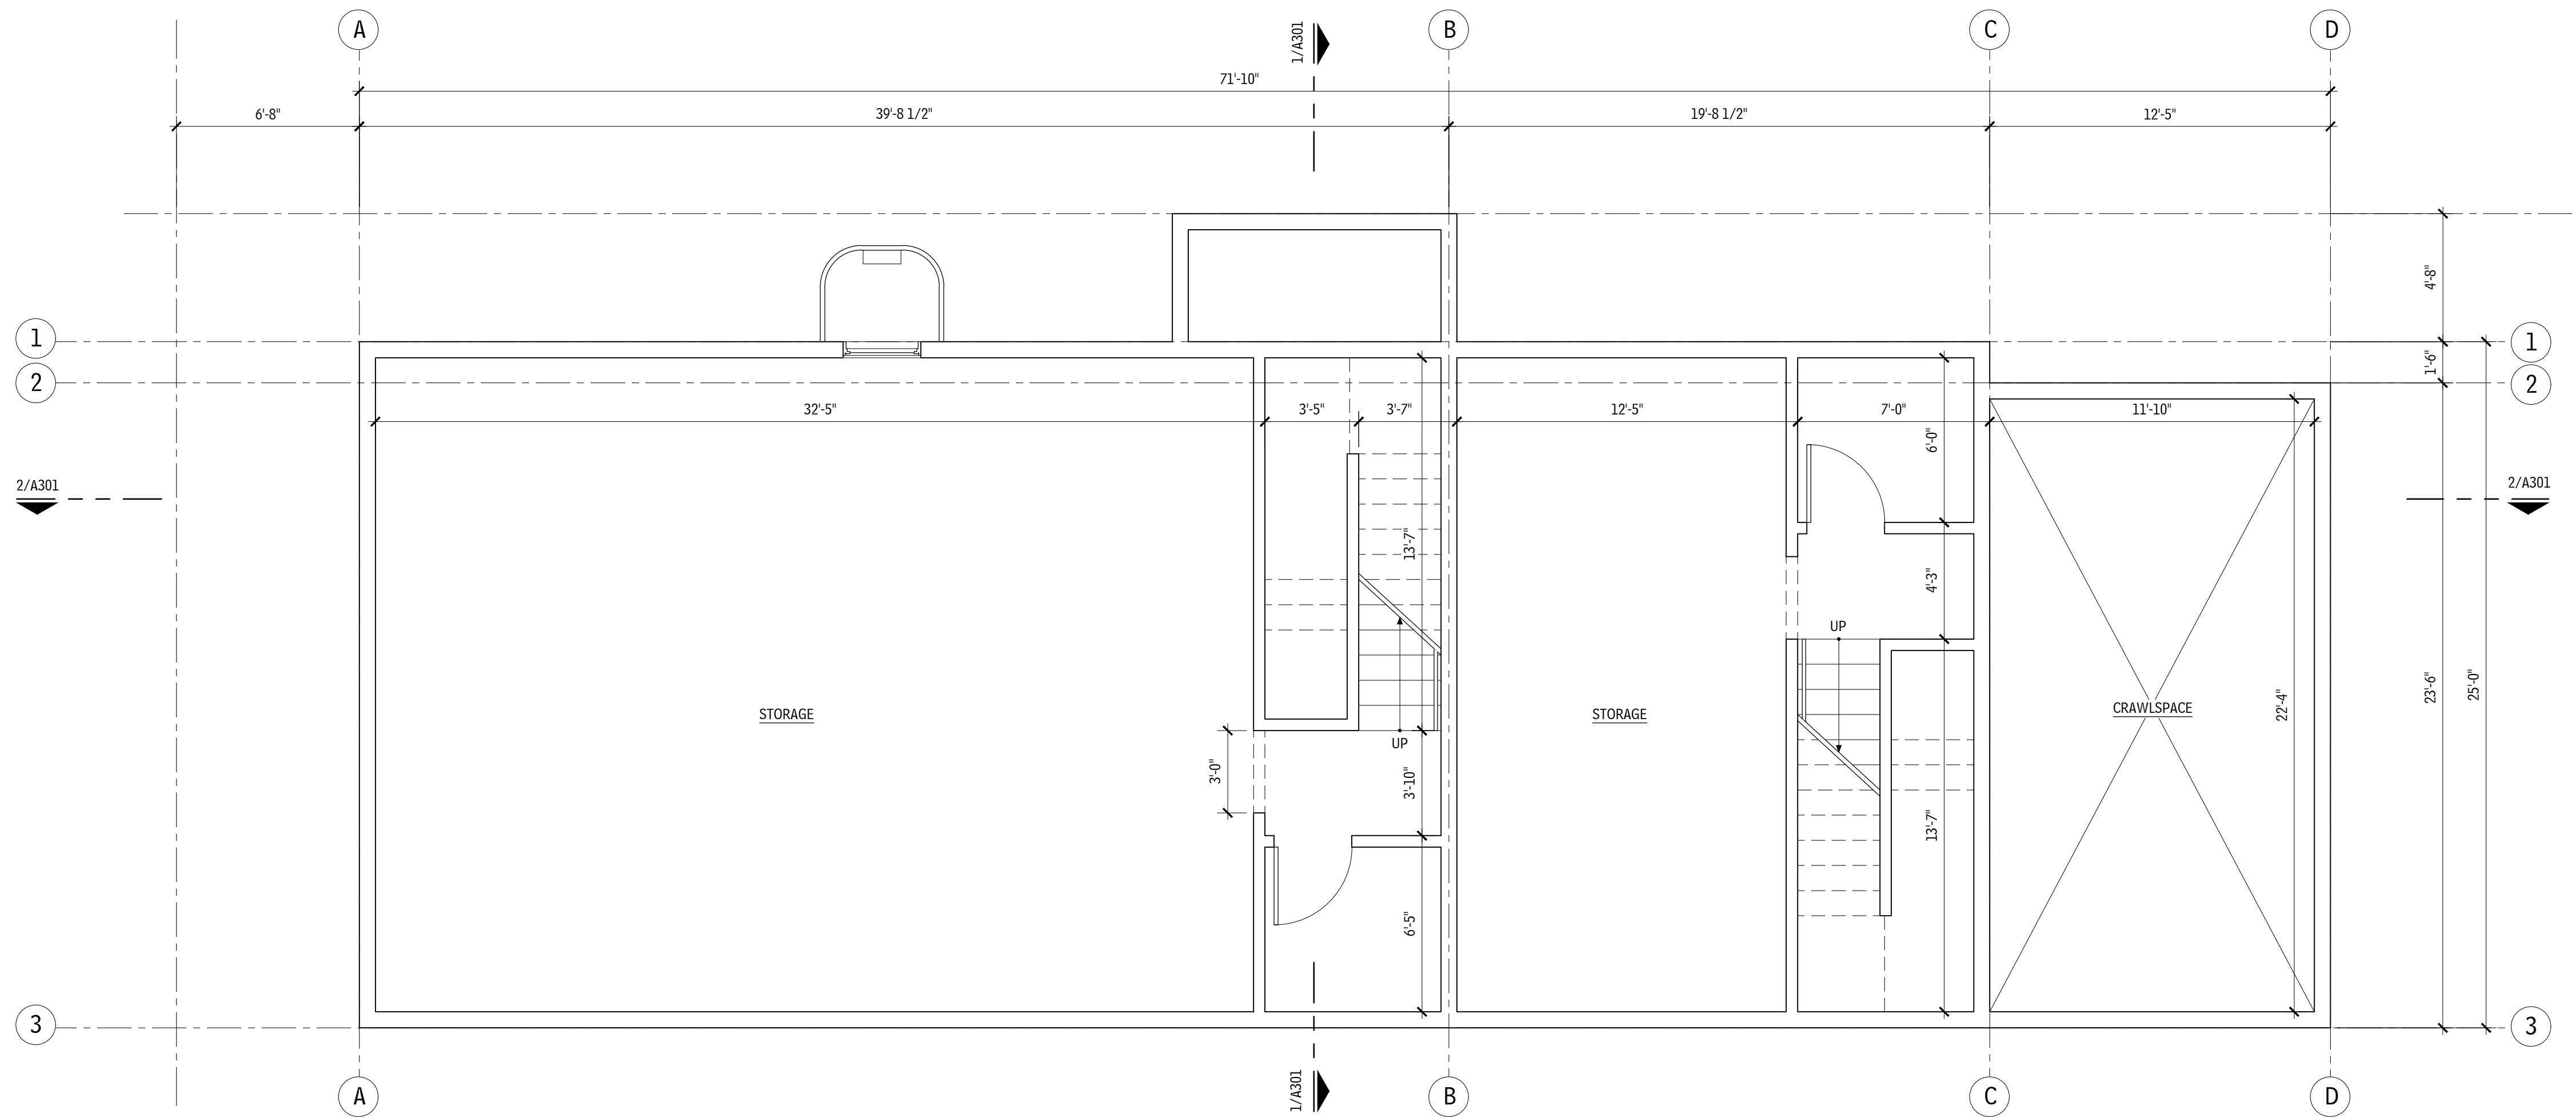 A
1/A301
B
C
D
71'-10"
6'-8"
39'-8 1/2"
19'-8 1/2"
12'-5"
4'-8"
1
1
1'-6"
2
2
32'-5"
3'-5"
3'-7"
12'-5"
7'-0"
11'-10"
6'-0"
2/A301
2/A301
13'-7"
4'-3"
UP
23'-6"
25'-0"
22'-4"
STORAGE
STORAGE
CRAWLSPACE
UP
3'-0"
3'-10"
13'-7"
6'-5"
3
3
A
1/A301
B
C
D